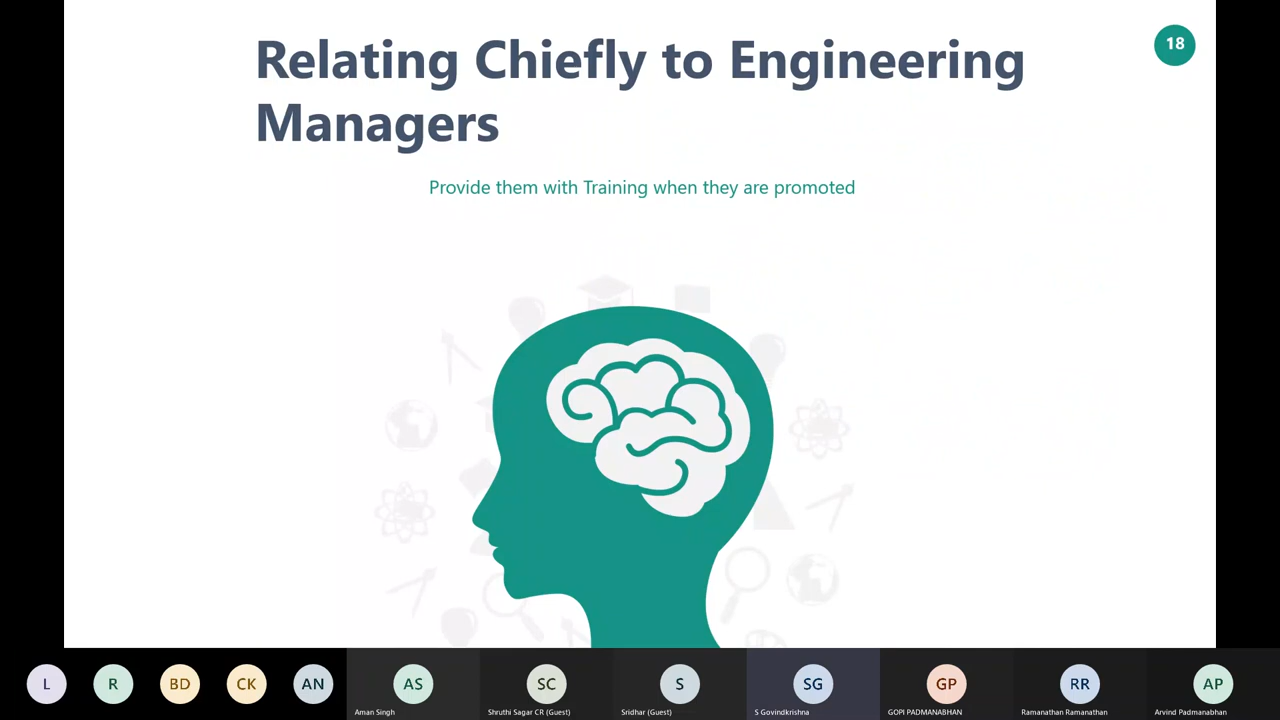 Relating Chiefly to Engineering
Managers
18
Provide them with Training when they are promoted
L
R
BD
CK
AN
AS
SC
S
SG
GP
RR
AP
Aman Singh
Shruthi Sagar CR (Guest)
Sridhar (Guest)
S Govindkrishna
GOPI PADMANABHAN
Ramanathan Ramanathan
Arvind Padmanabhan